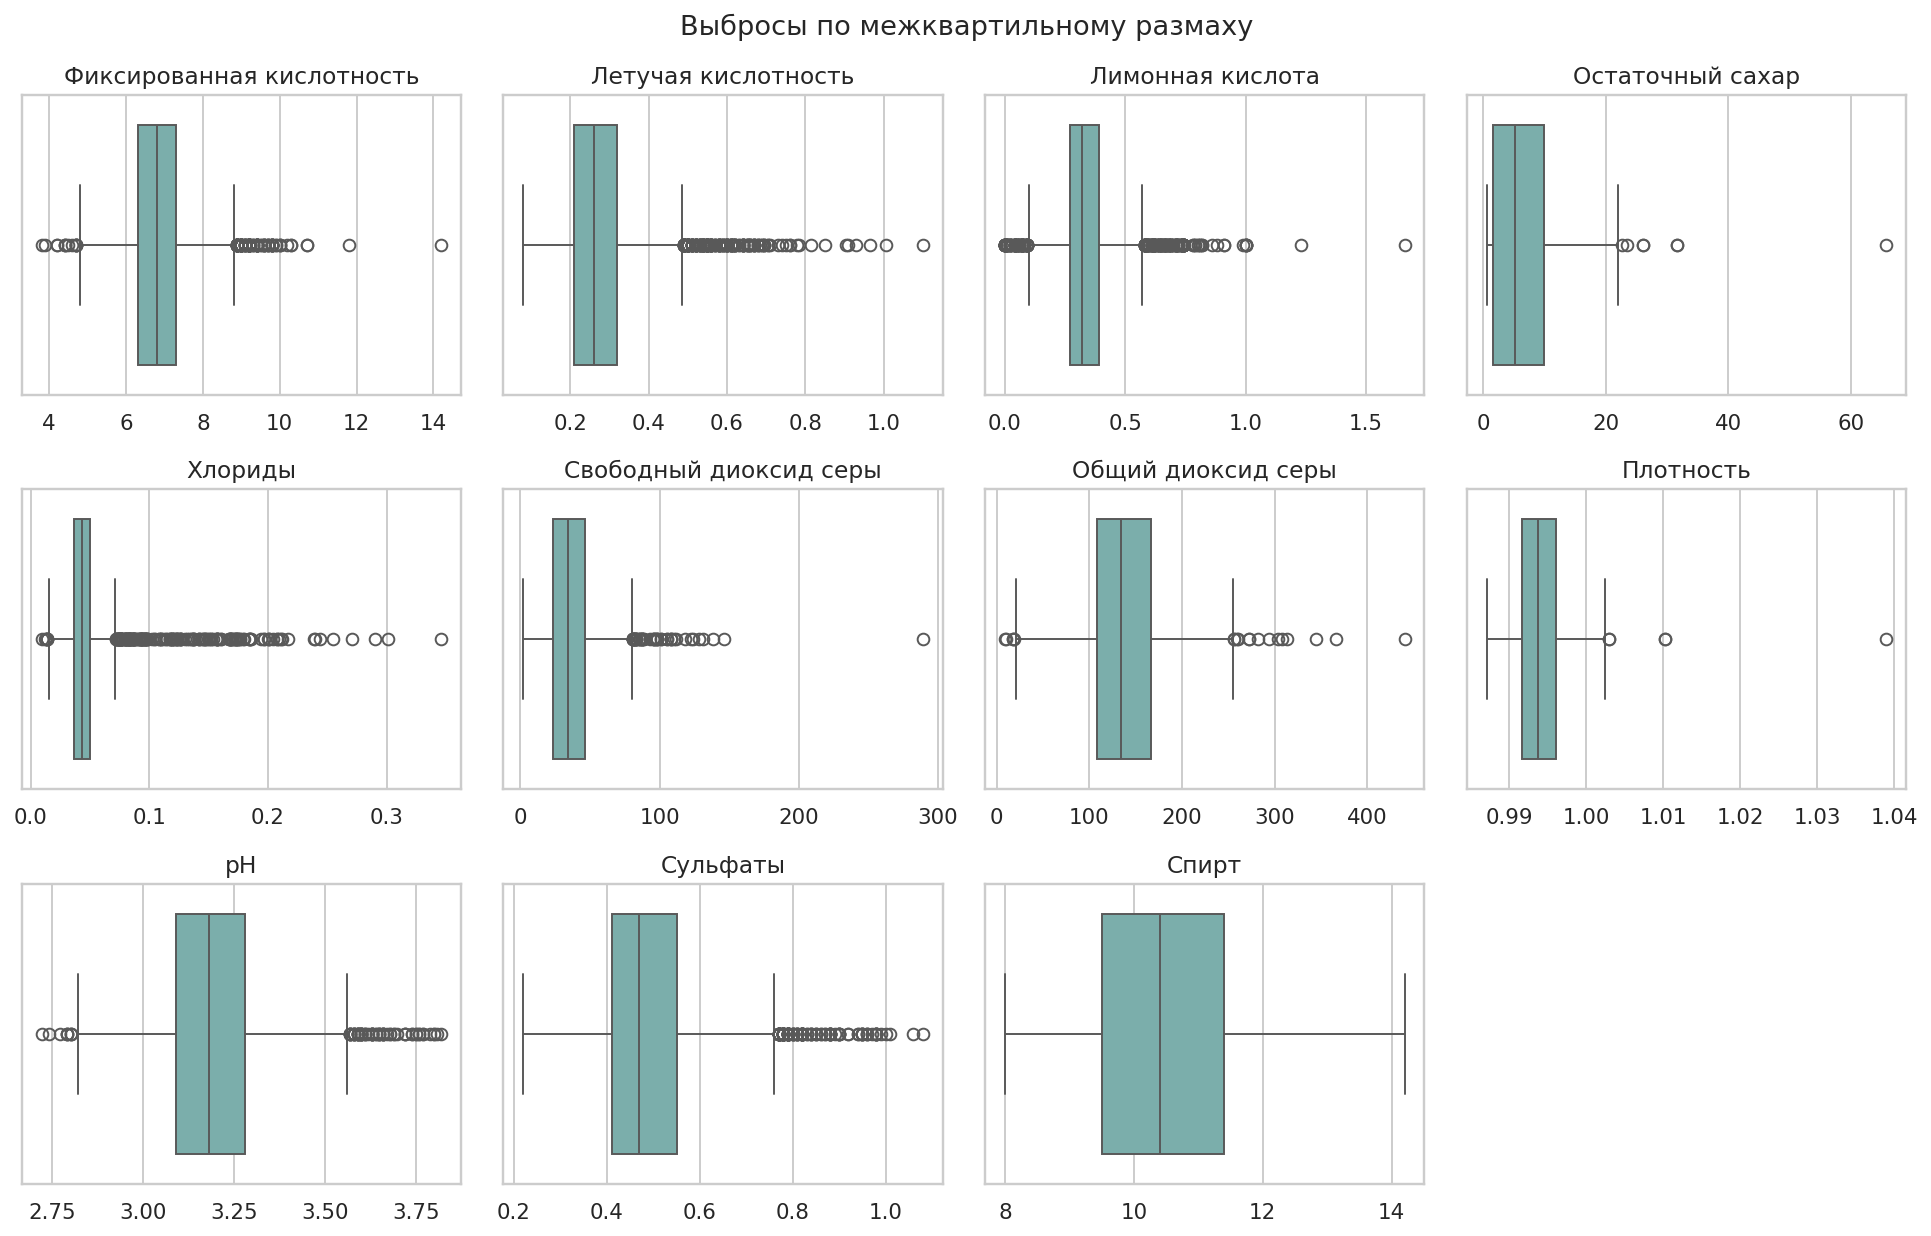 Выбросы по межквартильному размаху
Фиксированная кислотность
Летучая кислотность
Лимонная кислота
Остаточный сахар
4 6 8 10 12 14
0.2 0.4 0.6 0.8 1.0
0.0 0.5 1.0 1.5
0 20 40 60
Хлориды
Свободный диоксид серы
Общий диоксид серы
Плотность
0.0 0.1 0.2 0.3
0 100 200 300
0 100 200 300 400
0.99 1.00 1.01 1.02 1.03 1.04
pH
Сульфаты
Спирт
2.75 3.00 3.25 3.50 3.75
0.2 0.4 0.6 0.8 1.0
8 10 12 14